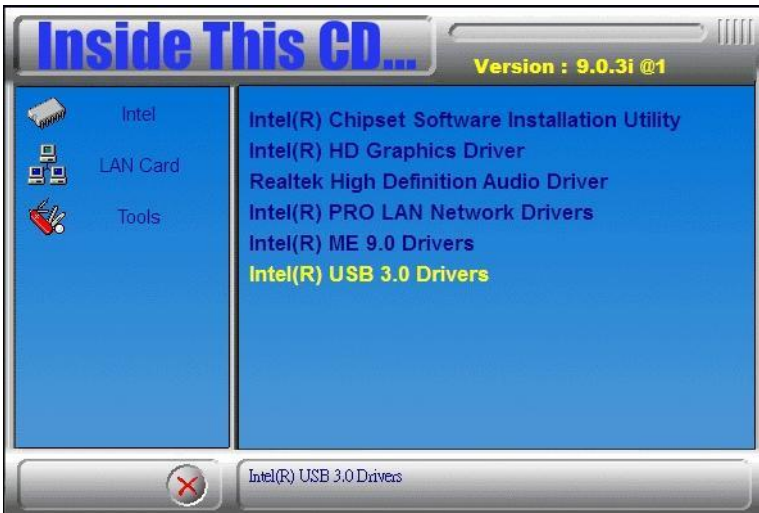 Inside This CD...
Version : 9.0.3i @1
Intel
LAN Card
Tools
Intel(R) Chipset Software Installation Utility
Intel(R) HD Graphics Driver
Realtek High Definition Audio Driver
Intel(R) PRO LAN Network Drivers
Intel(R) ME 9.0 Drivers
Intel(R) USB 3.0 Drivers
Intel(R) USB 3.0 Drivers